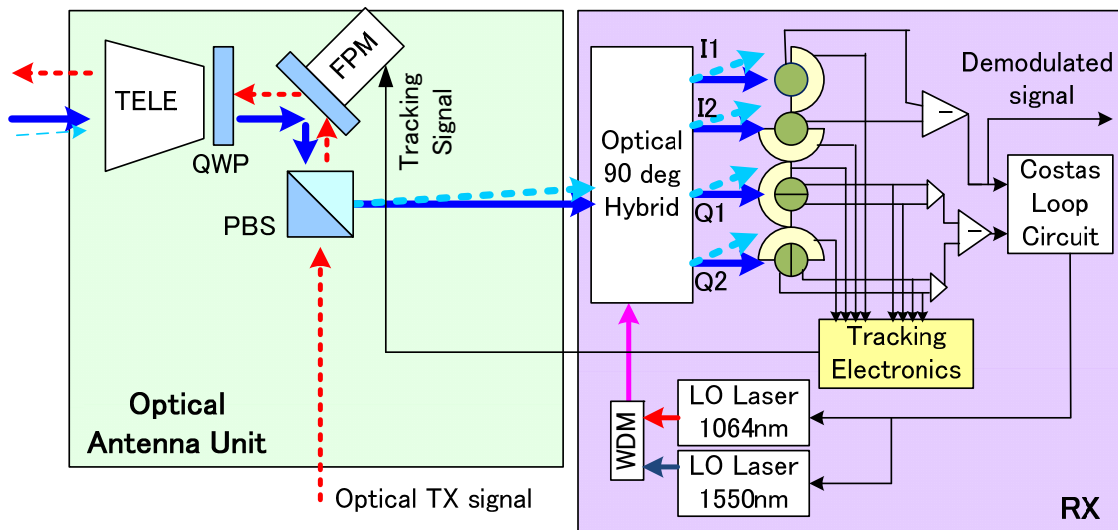 TELE
QWP
FPM
Tracking
Signal
PBS
Optical
Antenna Unit
Optical TX signal
Optical
90 deg
Hybrid
I1
I2
Q1
Q2
Demodulated
signal
−
−
Costas
Loop
Circuit
Tracking
Electronics
WDM
LO Laser
1064nm
LO Laser
1550nm
RX